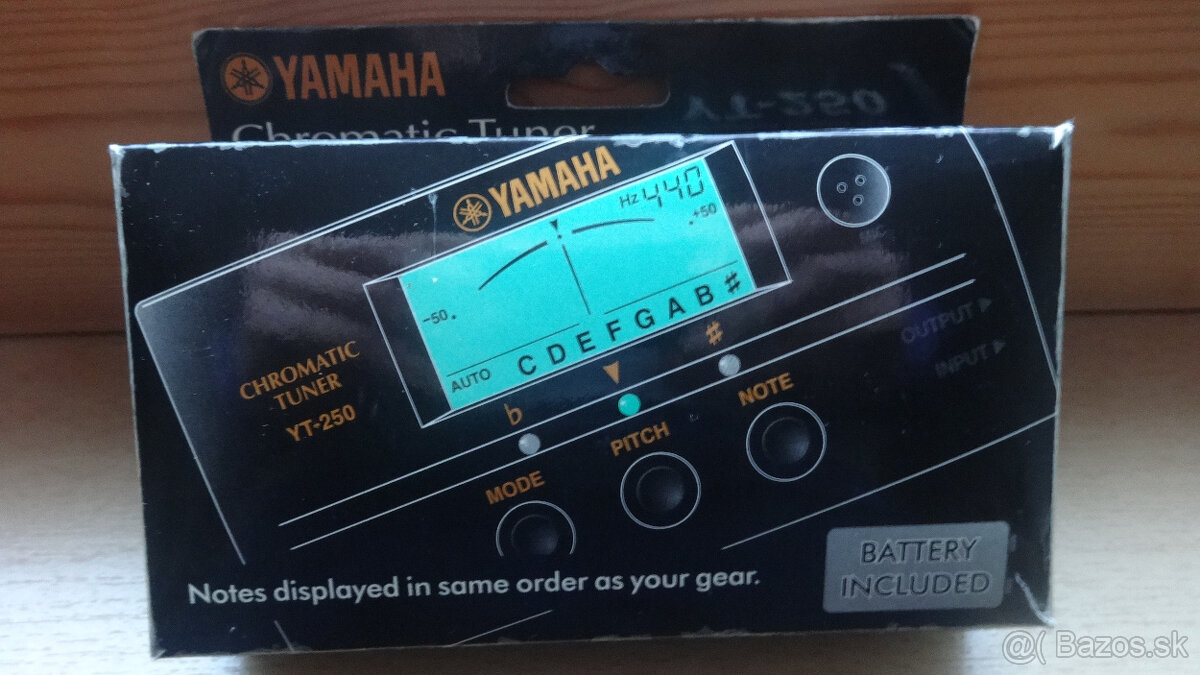 YAMAHA
YT-250
Chromatic Tuner
YAMAHA
Hz 440
-50
+50
AUTO C D E F G A B #
MIC
CHROMATIC
TUNER
YT-250
OUTPUT ▶
INPUT ▶
♭ ▼ #
MODE PITCH NOTE
Notes displayed in same order as your gear.
BATTERY
INCLUDED
@( Bazos.sk